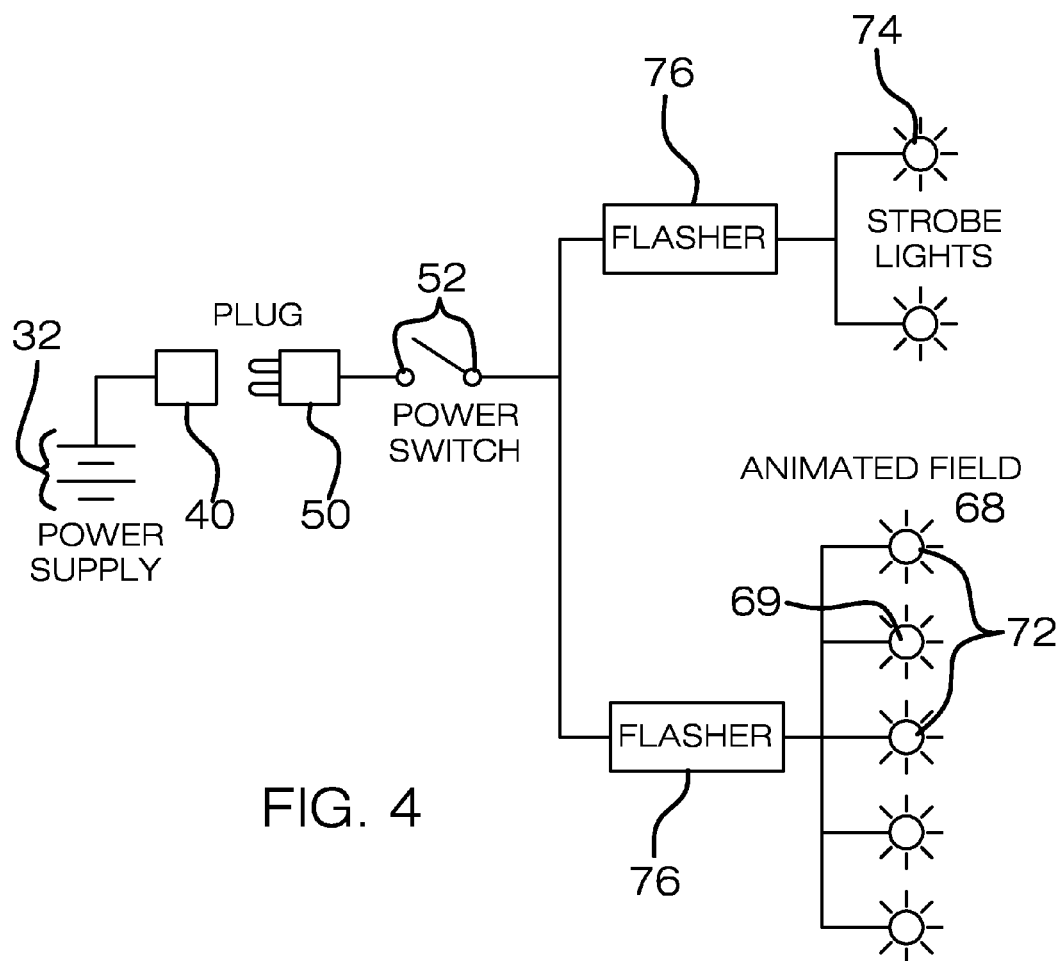 74
76
FLASHER
STROBE
LIGHTS
52
PLUG
32
POWER
SWITCH
40
50
POWER
SUPPLY
ANIMATED FIELD
68
69
72
FLASHER
76
FIG. 4